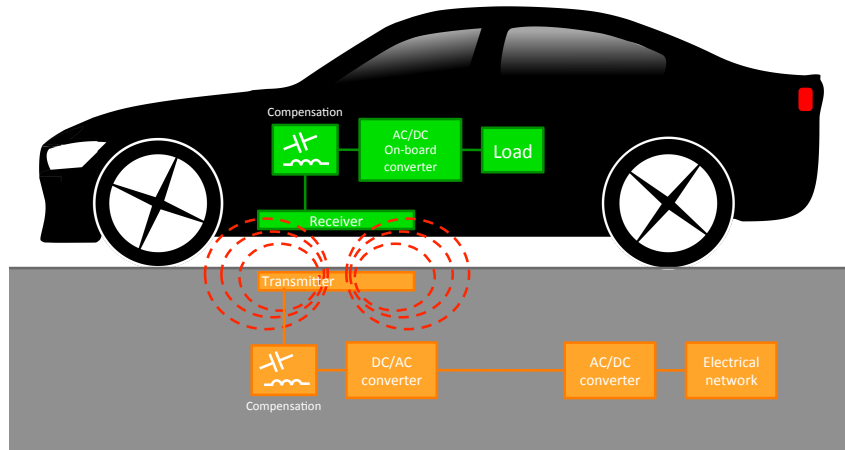 Compensation
AC/DC
On-board
converter
Load
Receiver
Transmitter
DC/AC
converter
AC/DC
converter
Electrical
network
Compensation